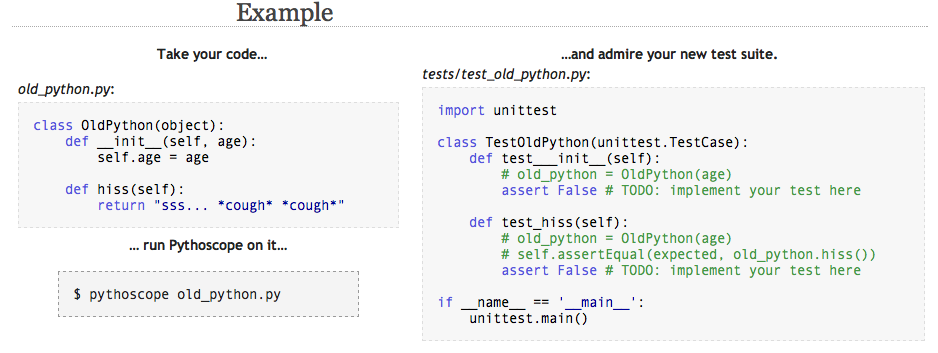 Example
Take your code...
old_python.py:
class OldPython(object):
    def __init__(self, age):
        self.age = age
    def hiss(self):
        return "sss... *cough* *cough*"
... run Pythoscope on it...
$ pythoscope old_python.py
...and admire your new test suite.
tests/test_old_python.py:
import unittest
class TestOldPython(unittest.TestCase):
    def test___init__(self):
        # old_python = OldPython(age)
        assert False # TODO: implement your test here
    def test_hiss(self):
        # old_python = OldPython(age)
        # self.assertEqual(expected, old_python.hiss())
        assert False # TODO: implement your test here
if __name__ == '__main__':
    unittest.main()